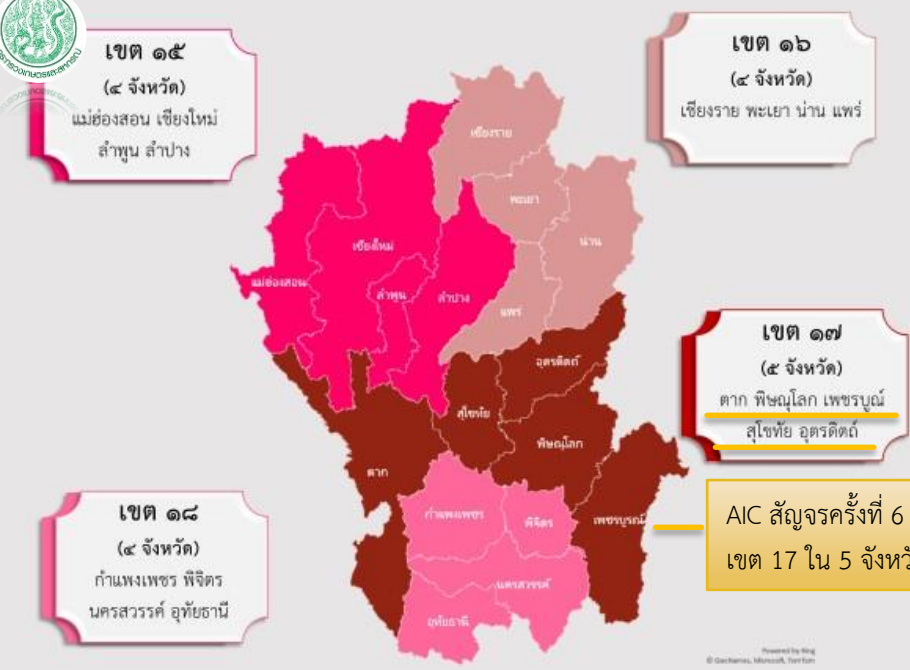 เขต ๑๕
(๔ จังหวัด)
แม่ฮ่องสอน เชียงใหม่
ลำพูน ลำปาง
เขต ๑๖
(๔ จังหวัด)
เชียงราย พะเยา น่าน แพร่
เชียงราย
พะเยา
น่าน
เชียงใหม่
แม่ฮ่องสอน
ลำพูน
ลำปาง
แพร่
เขต ๑๗
(๕ จังหวัด)
ตาก พิษณุโลก เพชรบูรณ์
สุโขทัย อุตรดิตถ์
อุตรดิตถ์
สุโขทัย
พิษณุโลก
ตาก
เขต ๑๘
(๔ จังหวัด)
กำแพงเพชร พิจิตร
นครสวรรค์ อุทัยธานี
กำแพงเพชร
พิจิตร
เพชรบูรณ์
นครสวรรค์
อุทัยธานี
AIC สัญจรครั้งที่ 6
เขต 17 ใน 5 จังหวั
Powered by Bing
© GeoNames, Microsoft, TomTom